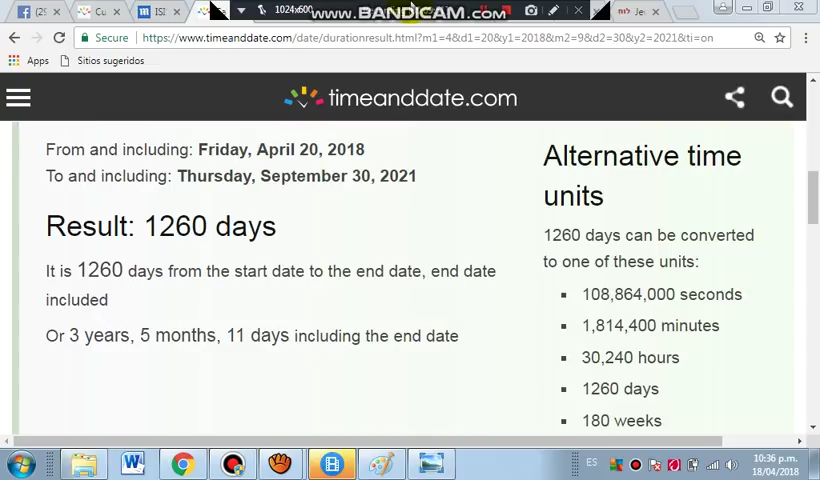 1024x600
www.BANDICAM.com
(29
Cu
ISI
Secure
https://www.timeanddate.com/date/durationresult.html?m1=4&d1=20&y1=2018&m2=9&d2=30&y2=2021&ti=on
Apps
Sitios sugeridos
timeanddate.com
From and including: Friday, April 20, 2018
To and including: Thursday, September 30, 2021
Result: 1260 days
It is 1260 days from the start date to the end date, end date
included
Or 3 years, 5 months, 11 days including the end date
Alternative time
units
1260 days can be converted
to one of these units:
108,864,000 seconds
1,814,400 minutes
30,240 hours
1260 days
180 weeks
ES
10:36 p.m.
18/04/2018